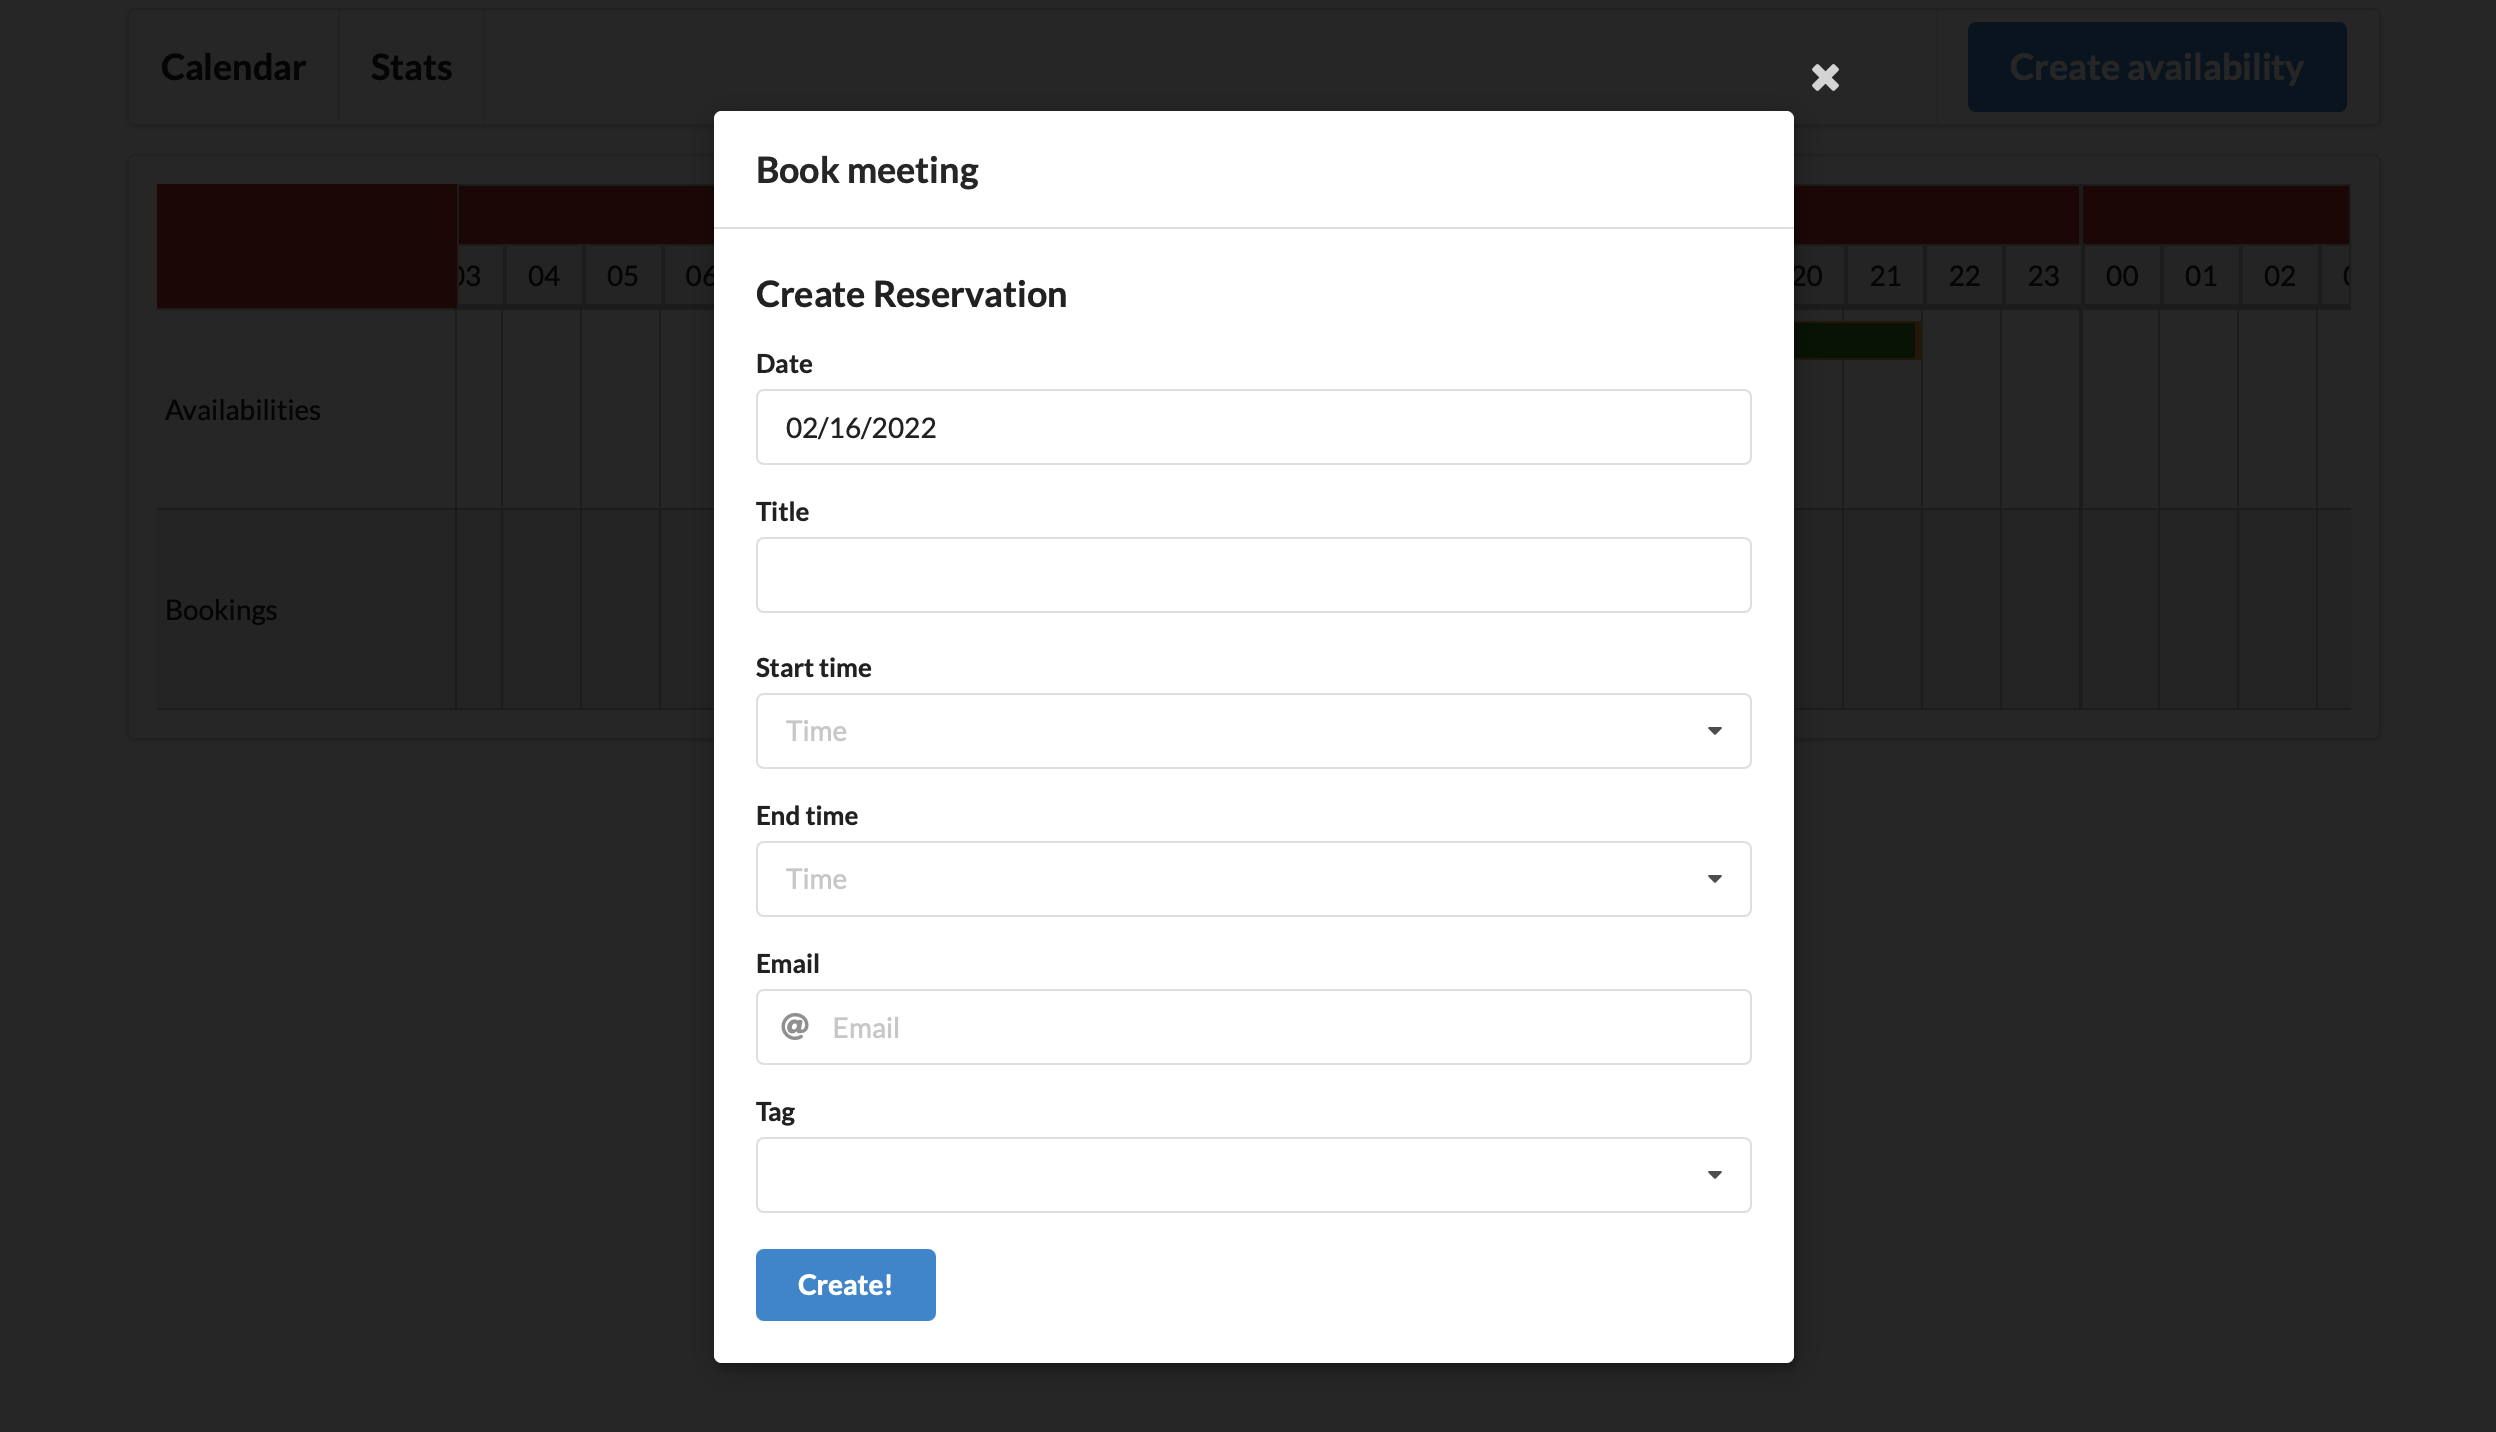 Calendar
Stats
Create availability
Book meeting
03 04 05 06
20 21 22 23 00 01 02
Create Reservation
Availabilities
Bookings
Date
02/16/2022
Title
Start time
Time
End time
Time
Email
@ Email
Tag
Create!